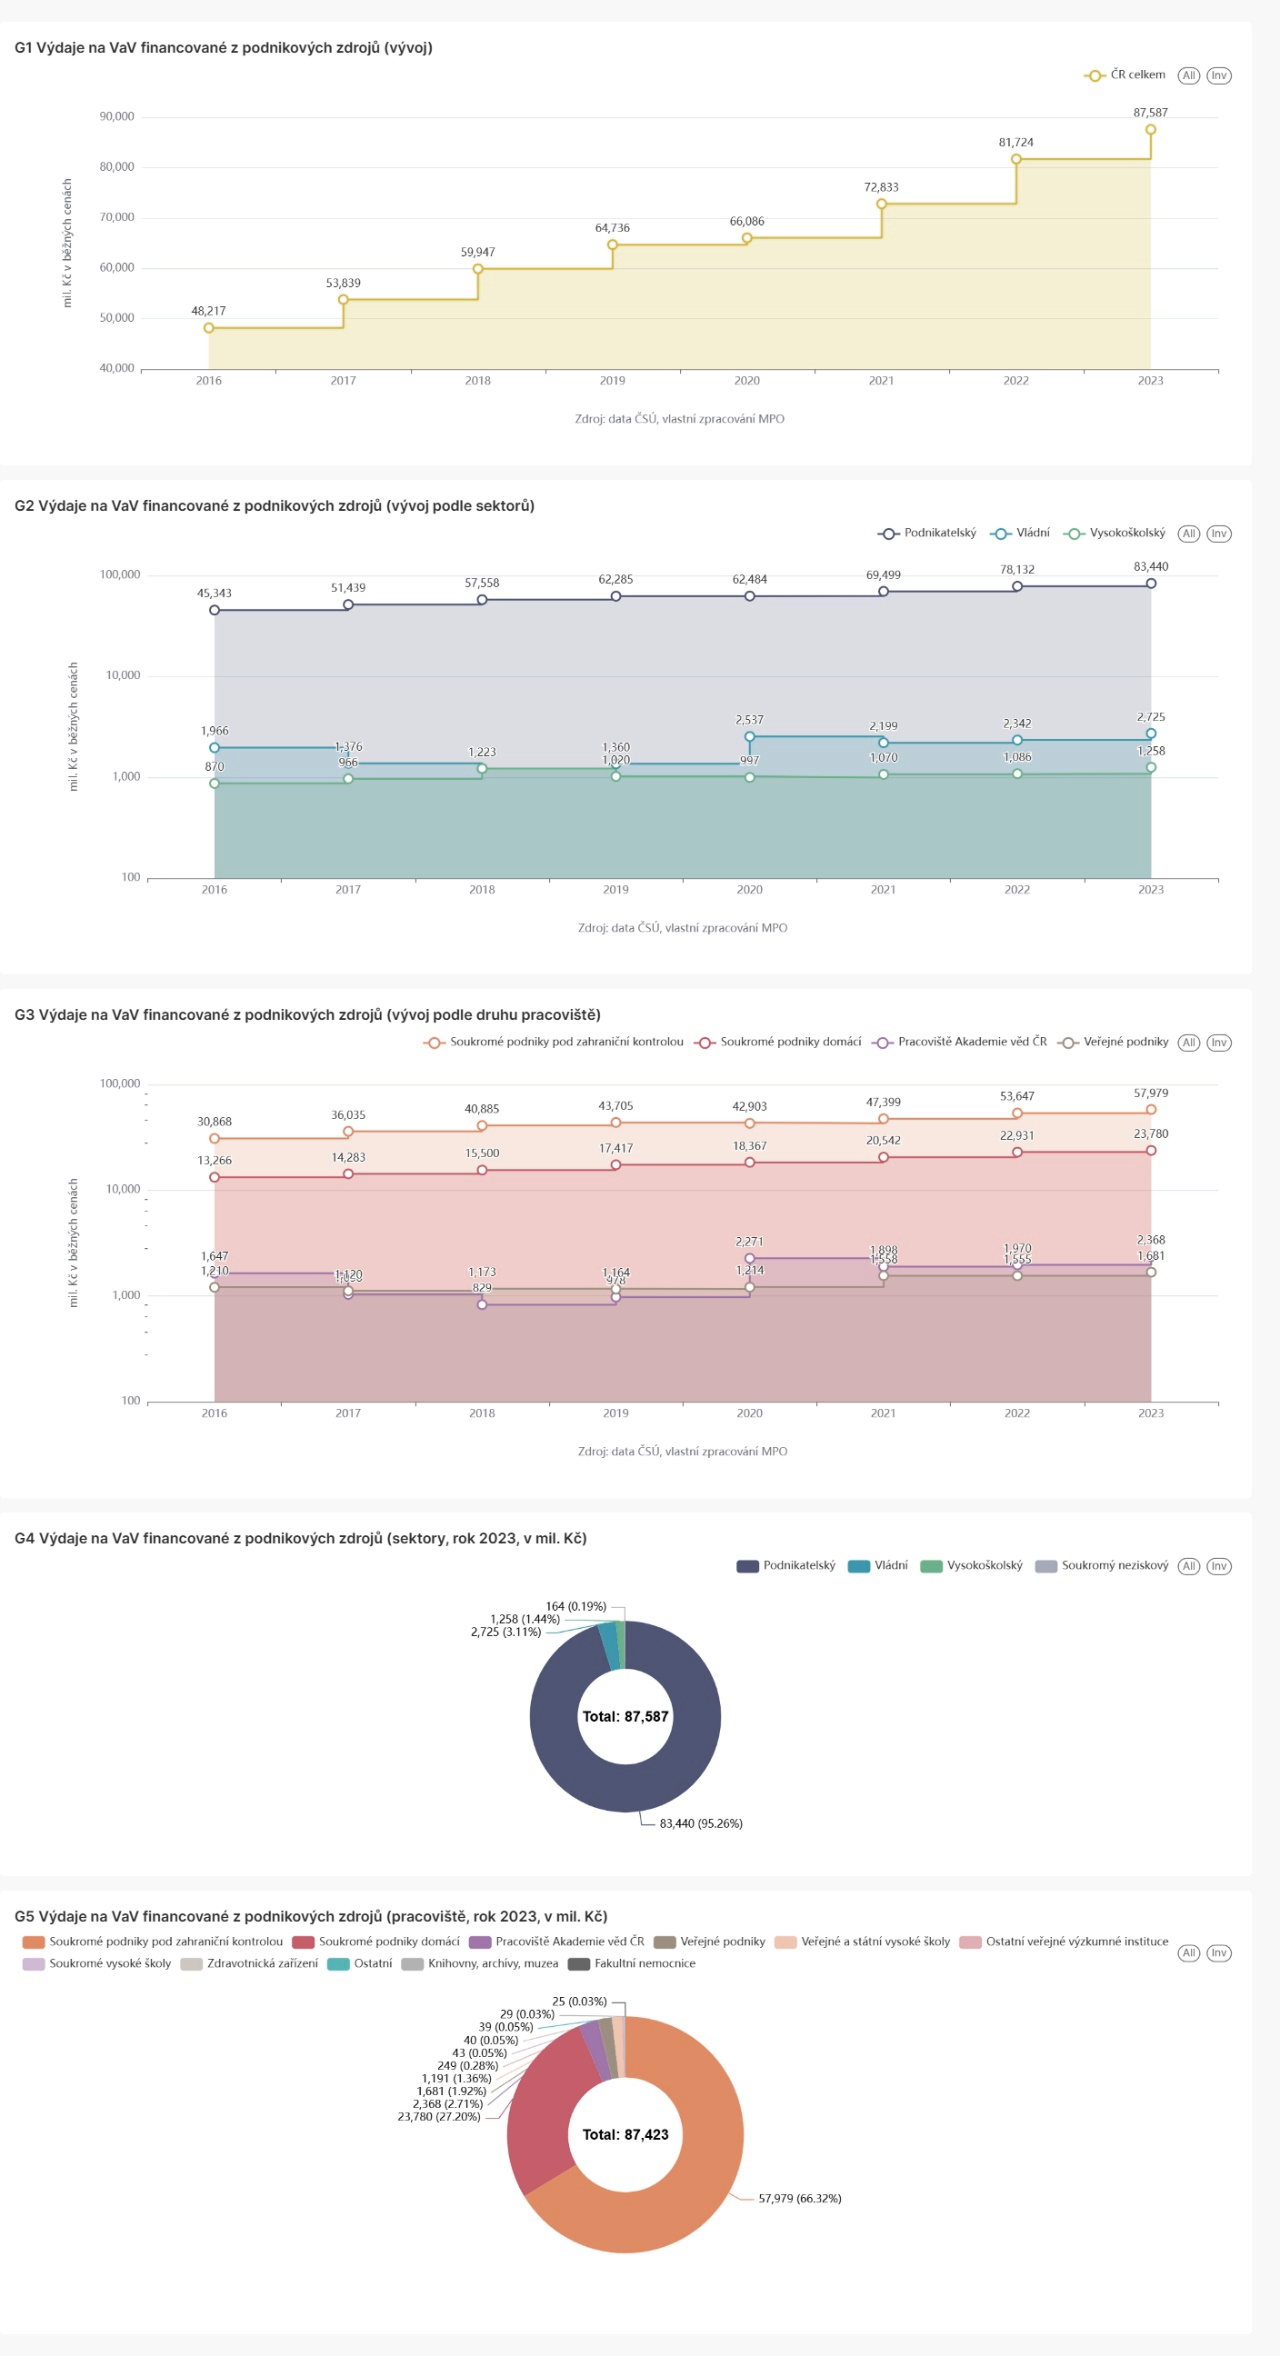 G1 Výdaje na VaV financované z podnikových zdrojů (vývoj)
ČR celkem All Inv
mil. Kč v běžných cenách
90,000
80,000
70,000
60,000
50,000
40,000
48,217
53,839
59,947
64,736
66,086
72,833
81,724
87,587
2016 2017 2018 2019 2020 2021 2022 2023
Zdroj: data ČSÚ, vlastní zpracování MPO
G2 Výdaje na VaV financované z podnikových zdrojů (vývoj podle sektorů)
Podnikatelský Vládní Vysokoškolský All Inv
mil. Kč v běžných cenách
100,000
10,000
1,000
100
45,343 51,439 57,558 62,285 62,484 69,499 78,132 83,440
1,966 1,376 1,223 1,360 2,537 2,199 2,342 2,725
870 966 1,020 997 1,070 1,086 1,258
2016 2017 2018 2019 2020 2021 2022 2023
Zdroj: data ČSÚ, vlastní zpracování MPO
G3 Výdaje na VaV financované z podnikových zdrojů (vývoj podle druhu pracoviště)
Soukromé podniky pod zahraniční kontrolou Soukromé podniky domácí Pracoviště Akademie věd ČR Veřejné podniky All Inv
mil. Kč v běžných cenách
100,000
10,000
1,000
100
30,868 36,035 40,885 43,705 42,903 47,399 53,647 57,979
13,266 14,283 15,500 17,417 18,367 20,542 22,931 23,780
1,647 1,120 1,173 1,164 2,271 1,898 1,970 2,368
1,210 829 978 1,214 1,558 1,555 1,681
2016 2017 2018 2019 2020 2021 2022 2023
Zdroj: data ČSÚ, vlastní zpracování MPO
G4 Výdaje na VaV financované z podnikových zdrojů (sektory, rok 2023, v mil. Kč)
Podnikatelský Vládní Vysokoškolský Soukromý neziskový All Inv
164 (0.19%)
1,258 (1.44%)
2,725 (3.11%)
Total: 87,587
83,440 (95.26%)
G5 Výdaje na VaV financované z podnikových zdrojů (pracoviště, rok 2023, v mil. Kč)
Soukromé podniky pod zahraniční kontrolou Soukromé podniky domácí Pracoviště Akademie věd ČR Veřejné podniky Veřejné a státní vysoké školy Ostatní veřejné výzkumné instituce
Soukromé vysoké školy Zdravotnická zařízení Ostatní Knihovny, archivy, muzea Fakultní nemocnice All Inv
25 (0.03%)
29 (0.03%)
39 (0.05%)
40 (0.05%)
43 (0.05%)
249 (0.28%)
1,191 (1.36%)
1,681 (1.92%)
2,368 (2.71%)
23,780 (27.20%)
Total: 87,423
57,979 (66.32%)